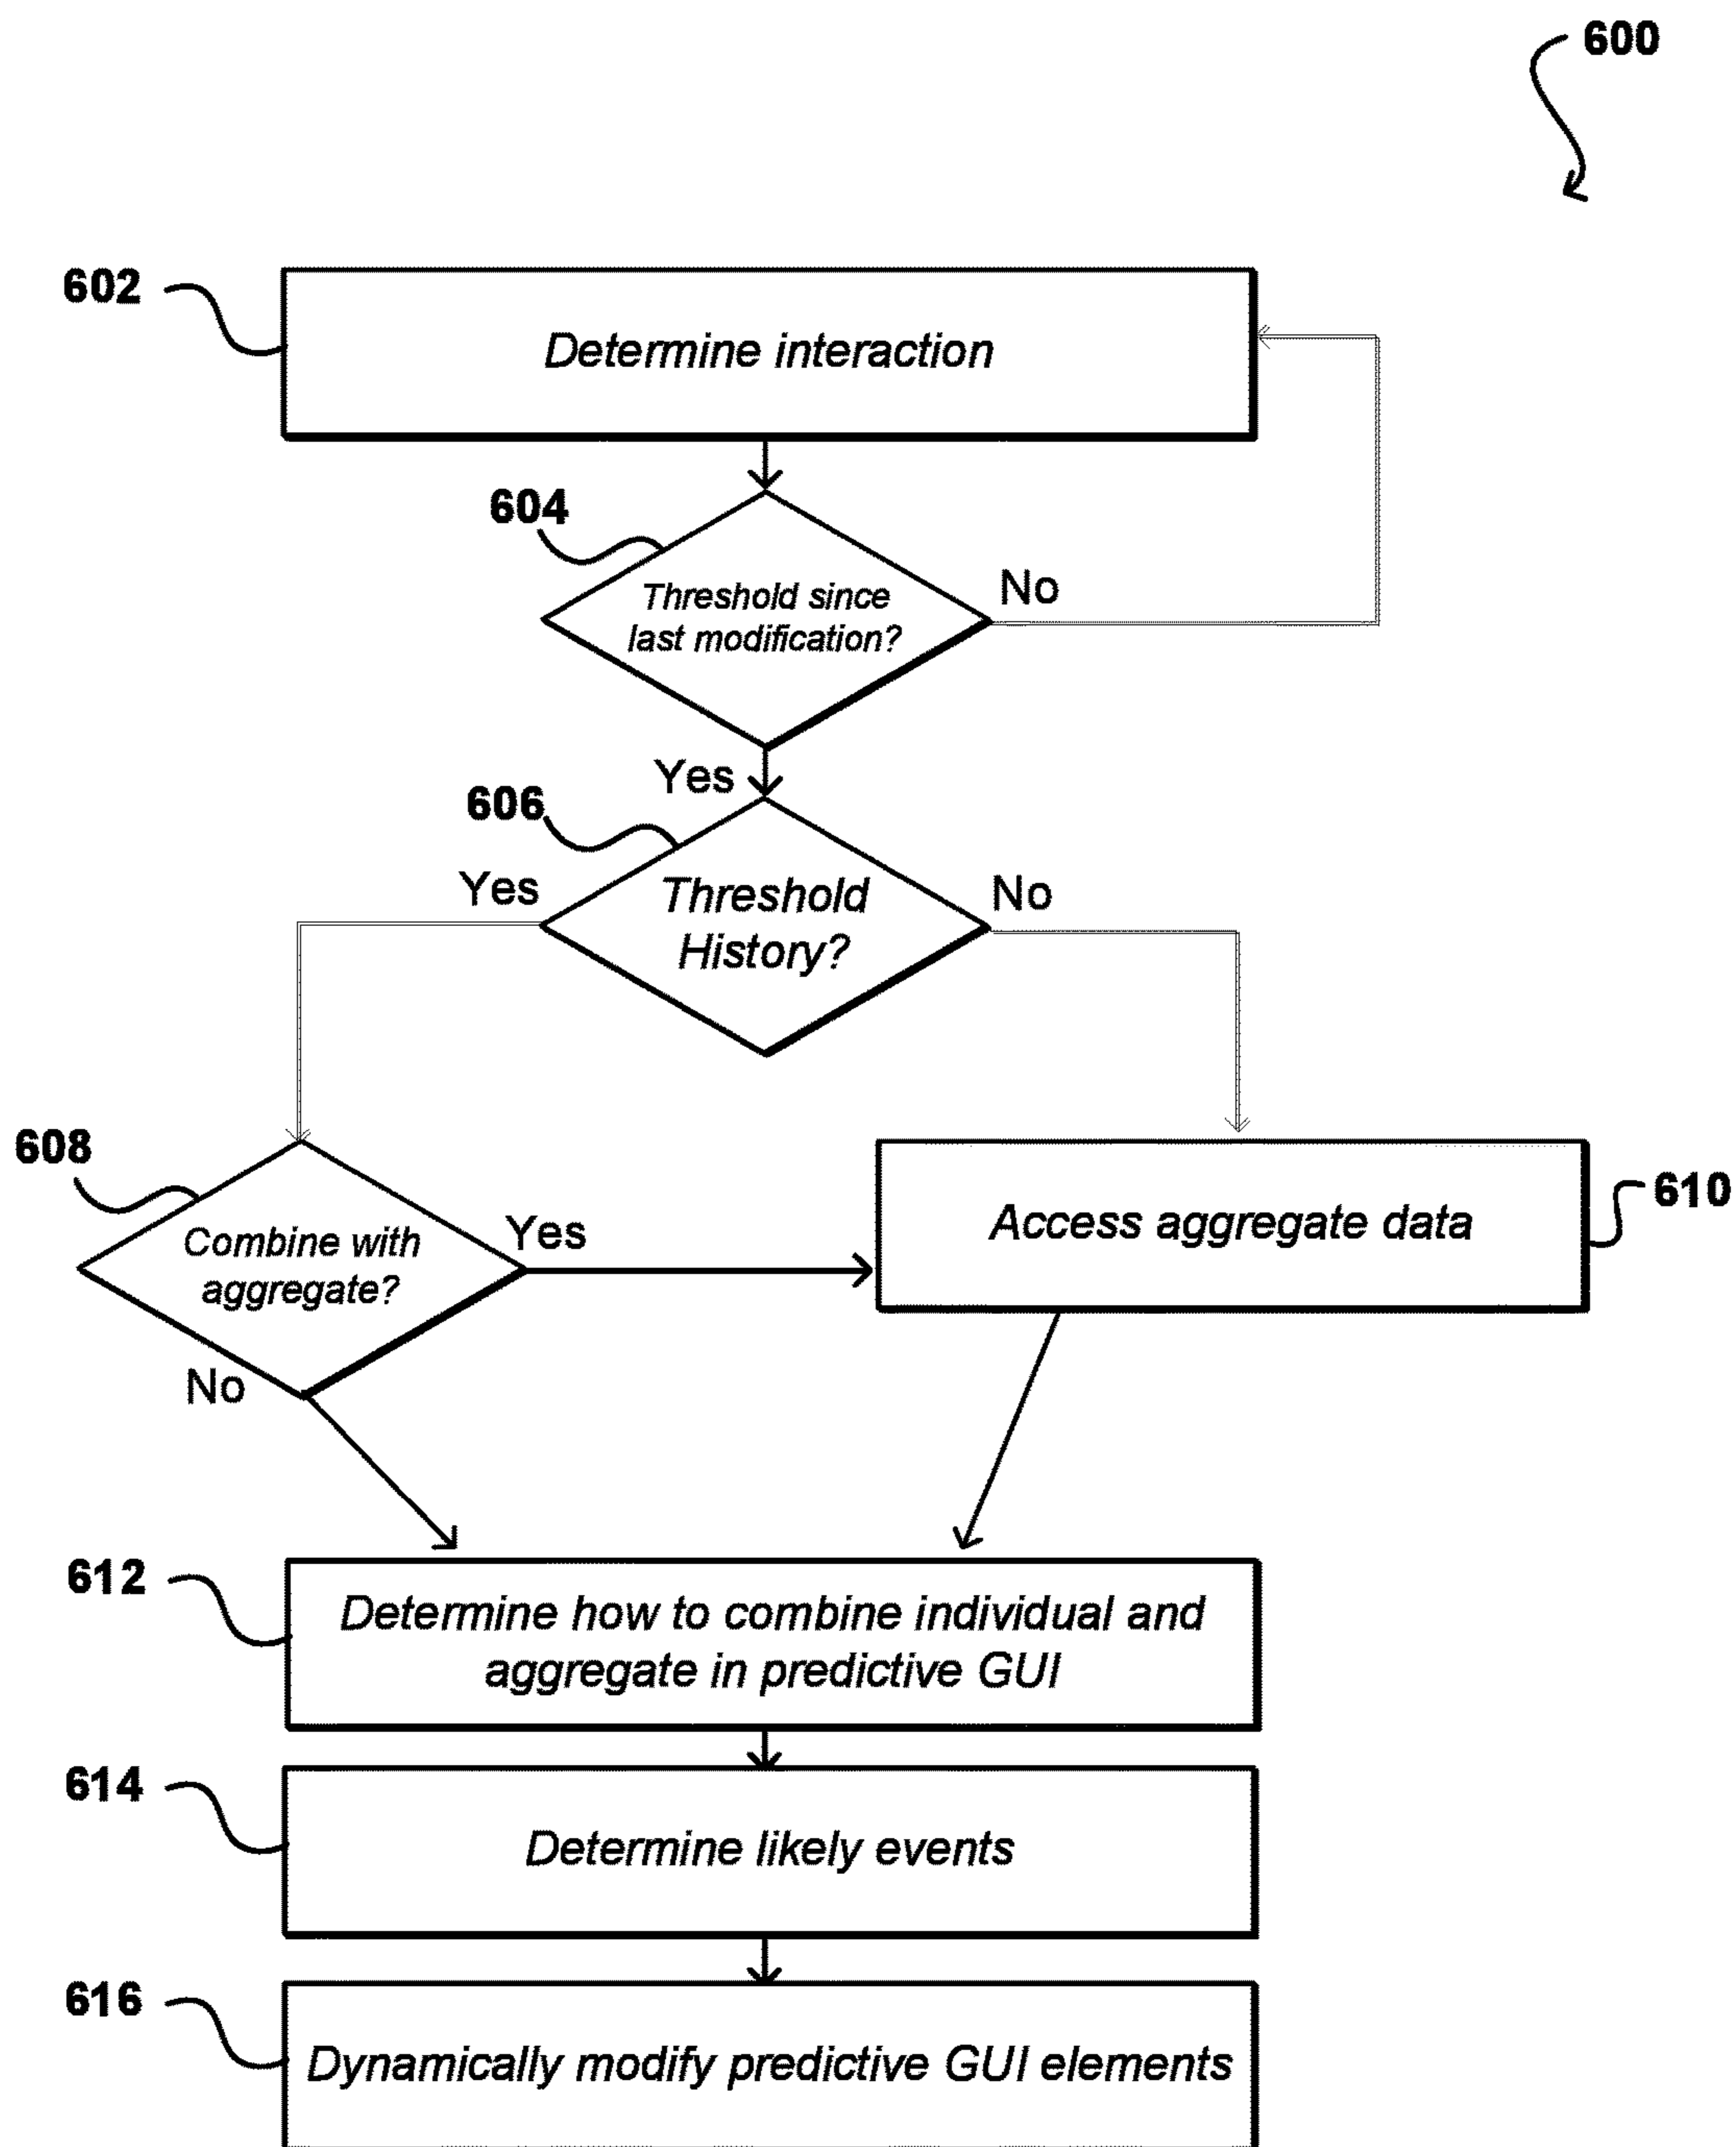 600
602
Determine interaction
604
Threshold since
last modification?
No
Yes
606
Yes
Threshold
History?
No
608
Combine with
aggregate?
Yes
No
Access aggregate data
610
612
Determine how to combine individual and
aggregate in predictive GUI
614
Determine likely events
616
Dynamically modify predictive GUI elements